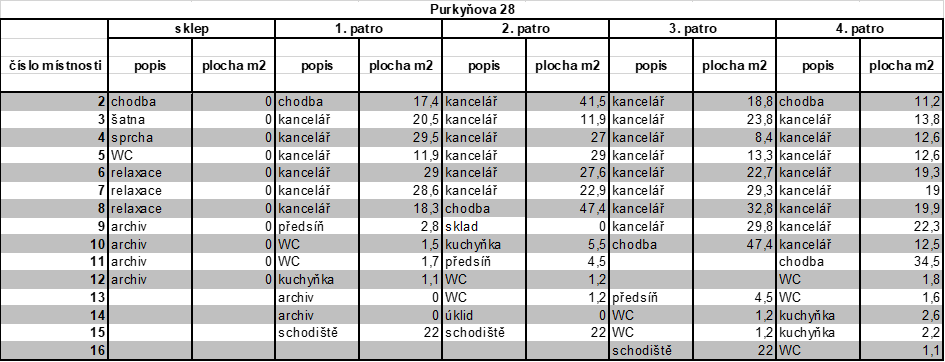 Purkyňova 28
sklep 1. patro 2. patro 3. patro 4. patro
číslo místnosti popis plocha m2 popis plocha m2 popis plocha m2 popis plocha m2 popis plocha m2
2 chodba 0 chodba 17,4 kancelář 41,5 kancelář 18,8 chodba 11,2
3 šatna 0 kancelář 20,5 kancelář 11,9 kancelář 23,8 kancelář 13,8
4 sprcha 0 kancelář 29,5 kancelář 27 kancelář 8,4 kancelář 12,6
5 WC 0 kancelář 11,9 kancelář 29 kancelář 13,3 kancelář 12,6
6 relaxace 0 kancelář 29 kancelář 27,6 kancelář 22,7 kancelář 19,3
7 relaxace 0 kancelář 28,6 kancelář 22,9 kancelář 29,3 kancelář 19
8 relaxace 0 kancelář 18,3 chodba 47,4 kancelář 32,8 kancelář 19,9
9 archiv 0 předsíň 2,8 sklad 0 kancelář 29,8 kancelář 22,3
10 archiv 0 WC 1,5 kuchyňka 5,5 chodba 47,4 kancelář 12,5
11 archiv 0 WC 1,7 předsíň 4,5 chodba 34,5
12 archiv 0 kuchyňka 1,1 WC 1,2 WC 1,8
13 archiv 0 WC 1,2 předsíň 4,5 WC 1,6
14 archiv 0 úklid 0 WC 1,2 kuchyňka 2,6
15 schodiště 22 schodiště 22 WC 1,2 kuchyňka 2,2
16 schodiště 22 WC 1,1